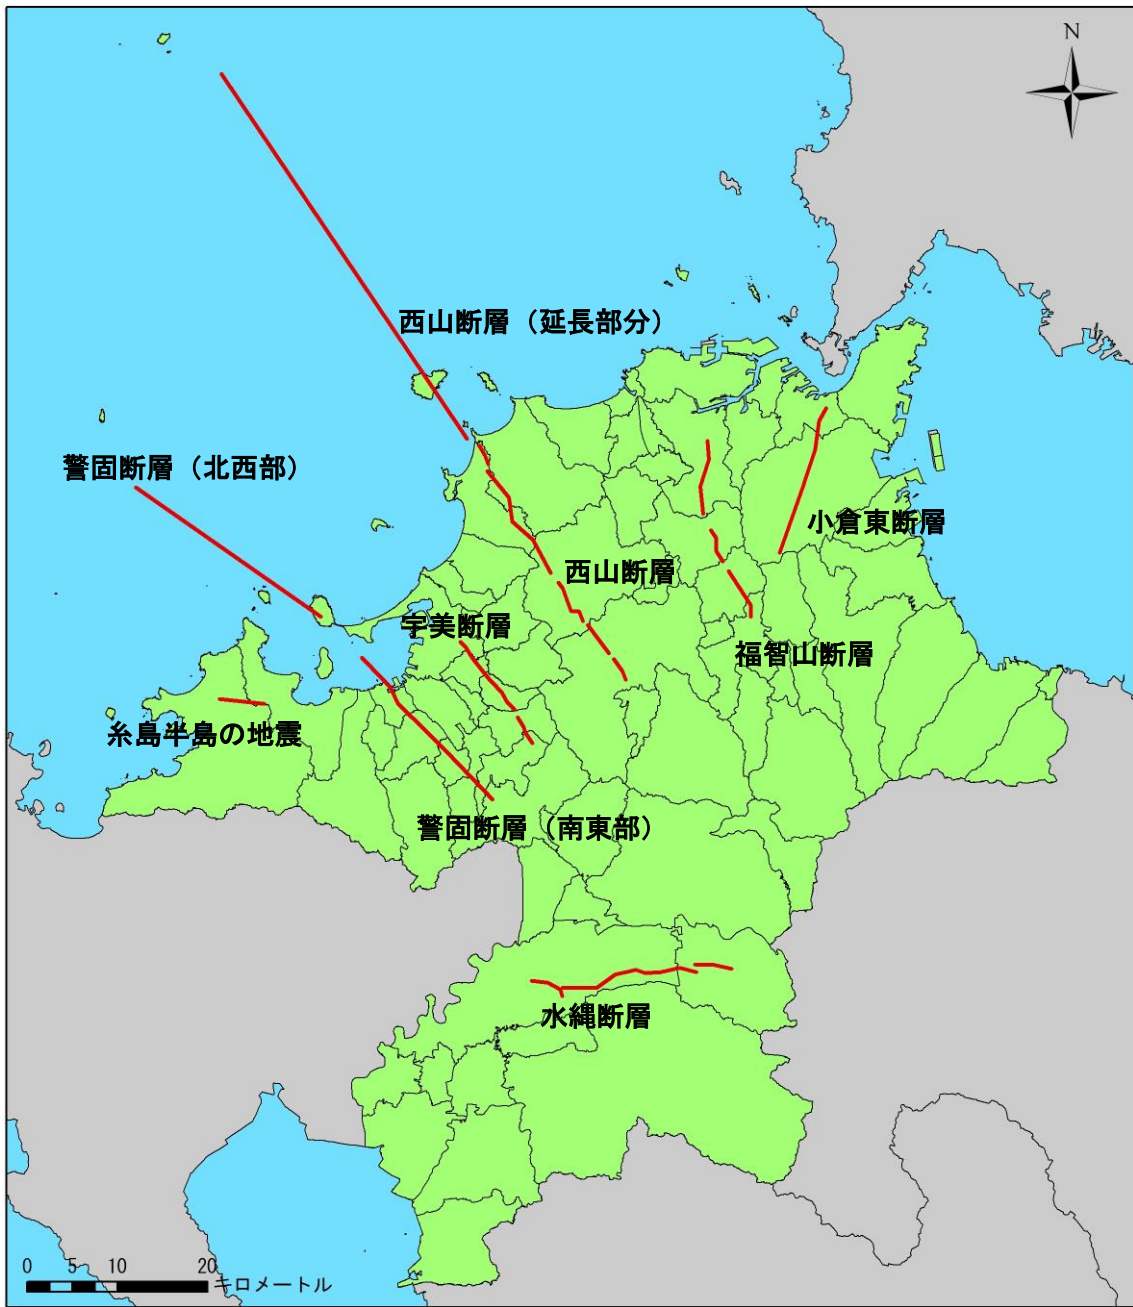 N
西山断層（延長部分）
警固断層（北西部）
小倉東断層
西山断層
宇美断層
福智山断層
糸島半島の地震
警固断層（南東部）
水縄断層
0 5 10 20
キロメートル